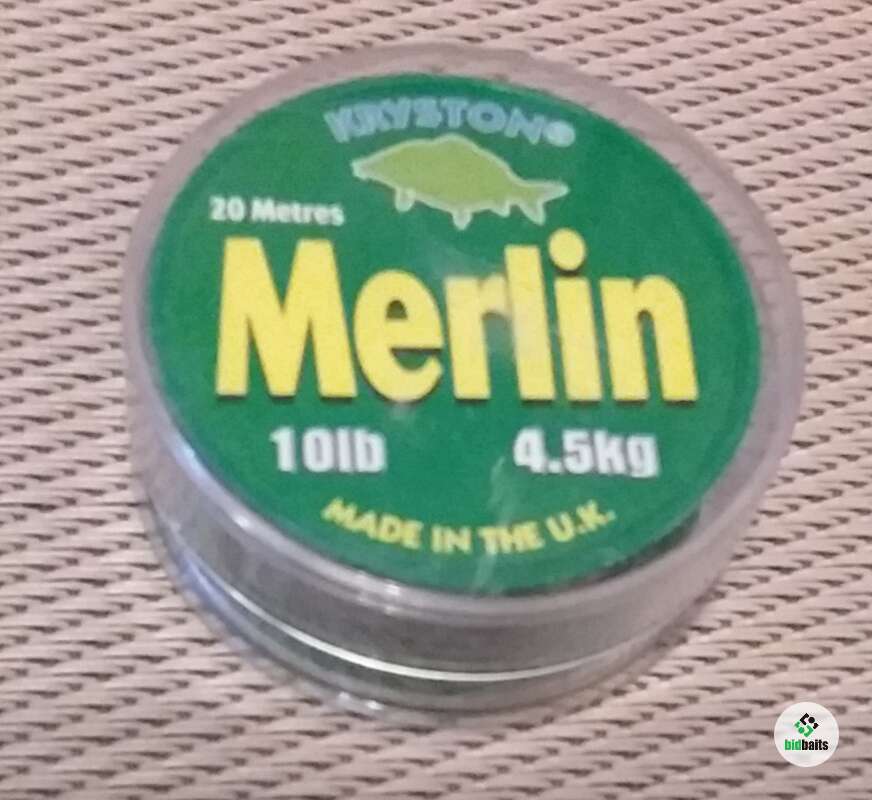 KRYSTON®
20 Metres
Merlin
10lb 4.5kg
MADE IN THE U.K.
bidbaits